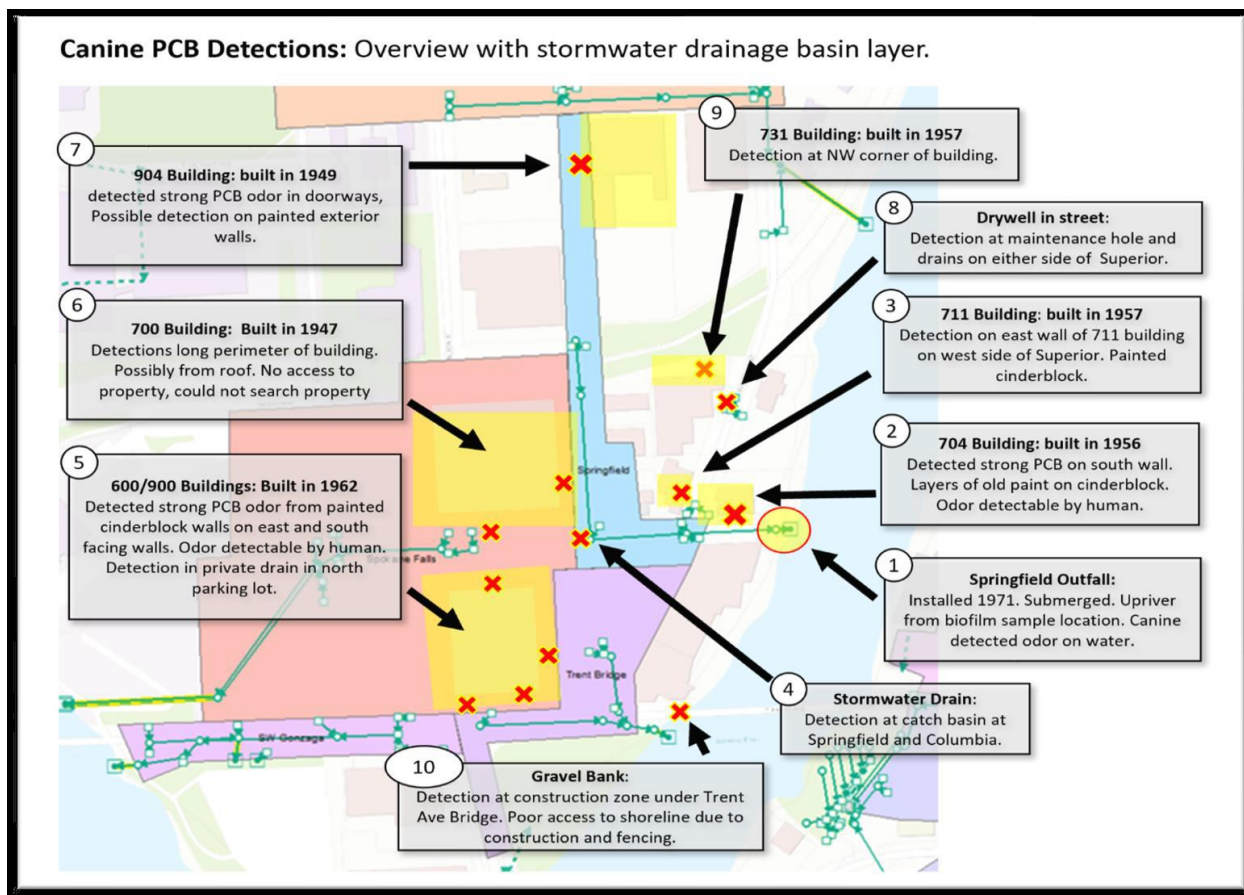 Canine PCB Detections: Overview with stormwater drainage basin layer.
9
731 Building: built in 1957
Detection at NW corner of building.
7
904 Building: built in 1949
detected strong PCB odor in doorways,
Possible detection on painted exterior
walls.
8
Drywell in street:
Detection at maintenance hole and
drains on either side of Superior.
6
700 Building: Built in 1947
Detections long perimeter of building.
Possibly from roof. No access to
property, could not search property
3
711 Building: built in 1957
Detection on east wall of 711 building
on west side of Superior. Painted
cinderblock.
2
704 Building: built in 1956
Detected strong PCB on south wall.
Layers of old paint on cinderblock.
Odor detectable by human.
5
600/900 Buildings: Built in 1962
Detected strong PCB odor from painted
cinderblock walls on east and south
facing walls. Odor detectable by human.
Detection in private drain in north
parking lot.
Springfield
Spokane Falls
1
Springfield Outfall:
Installed 1971. Submerged. Upriver
from biofilm sample location. Canine
detected odor on water.
Trent Bridge
4
Stormwater Drain:
Detection at catch basin at
Springfield and Columbia.
SW Gonzaga
10
Gravel Bank:
Detection at construction zone under Trent
Ave Bridge. Poor access to shoreline due to
construction and fencing.